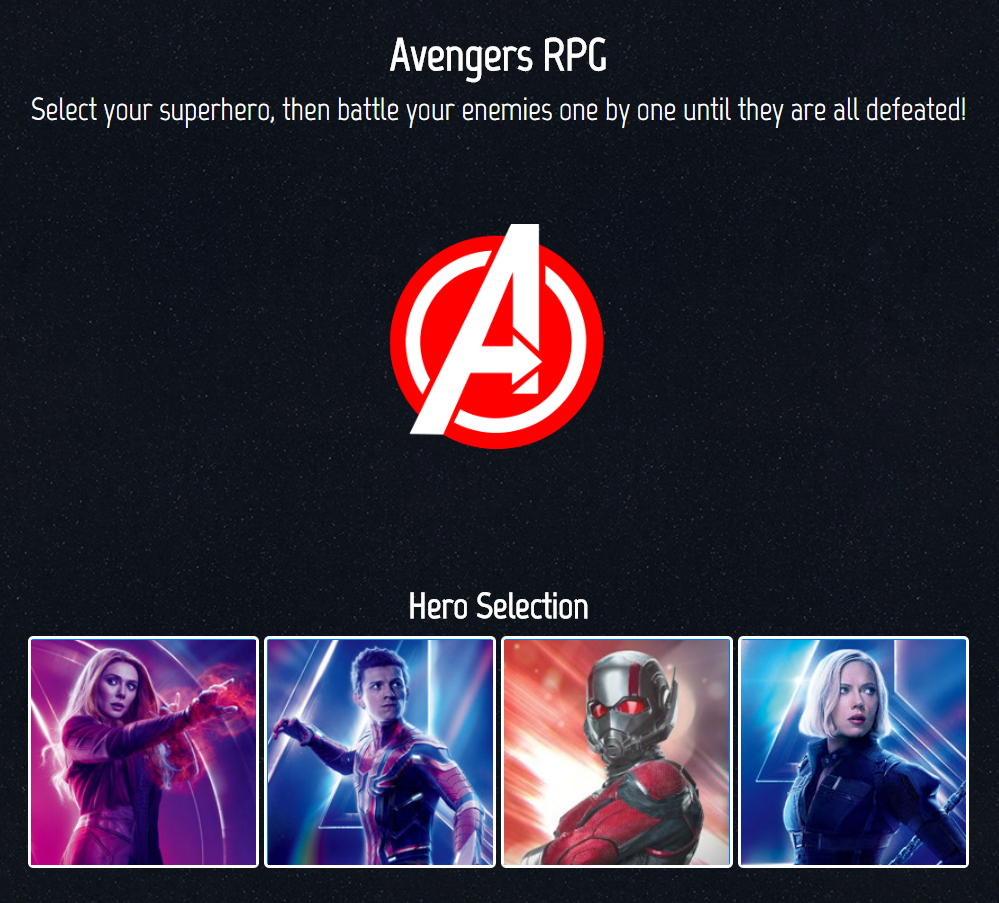 Avengers RPG
Select your superhero, then battle your enemies one by one until they are all defeated!
A
Hero Selection